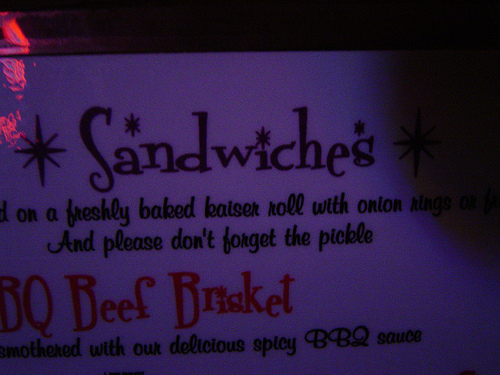 Sandwiches
d on a freshly baked kaiser roll with onion rings or fr
And please don't forget the pickle
BQ Beef Brisket
smothered with our delicious spicy BBQ sauce